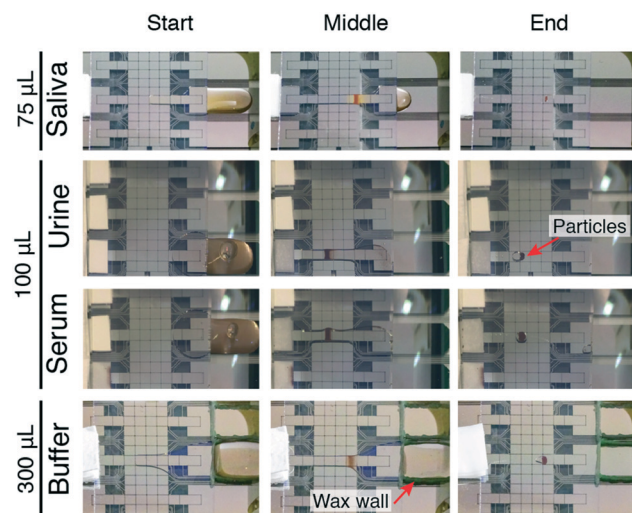 Start Middle End
75 µL
Saliva
100 µL
Urine
Particles
Serum
300 µL
Buffer
Wax wall